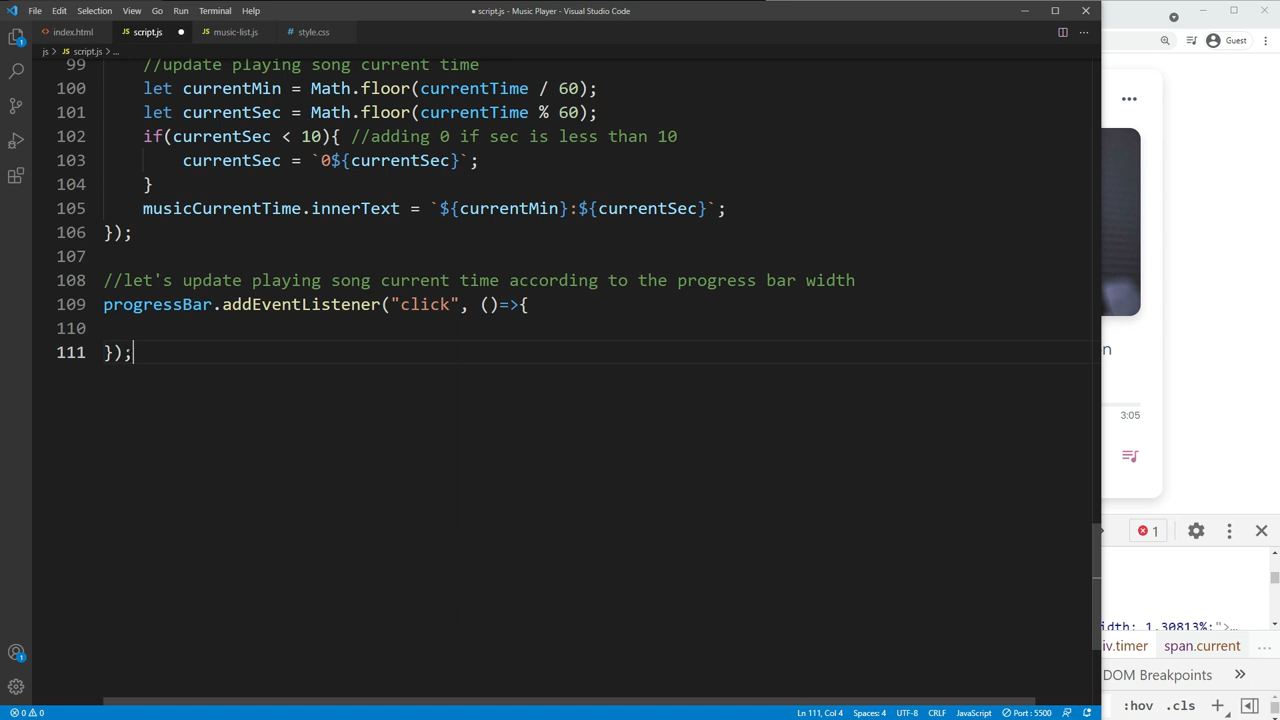 File Edit Selection View Go Run Terminal Help
● script.js - Music Player - Visual Studio Code
index.html JS script.js ● JS music-list.js # style.css
Guest
js > JS script.js > ...
99 //update playing song current time
100 let currentMin = Math.floor(currentTime / 60);
101 let currentSec = Math.floor(currentTime % 60);
102 if(currentSec < 10){ //adding 0 if sec is less than 10
103 currentSec = `0${currentSec}`;
104 }
105 musicCurrentTime.innerText = `${currentMin}:${currentSec}`;
106 });
107
108 //let's update playing song current time according to the progress bar width
109 progressBar.addEventListener("click", ()=>{
110
111 });
n
3:05
1
idth: 1.30813%;">…
iv.timer span.current ...
DOM Breakpoints »
:hov .cls +
0 0 Ln 111, Col 4 Spaces: 4 UTF-8 CRLF JavaScript Port : 5500
1
1